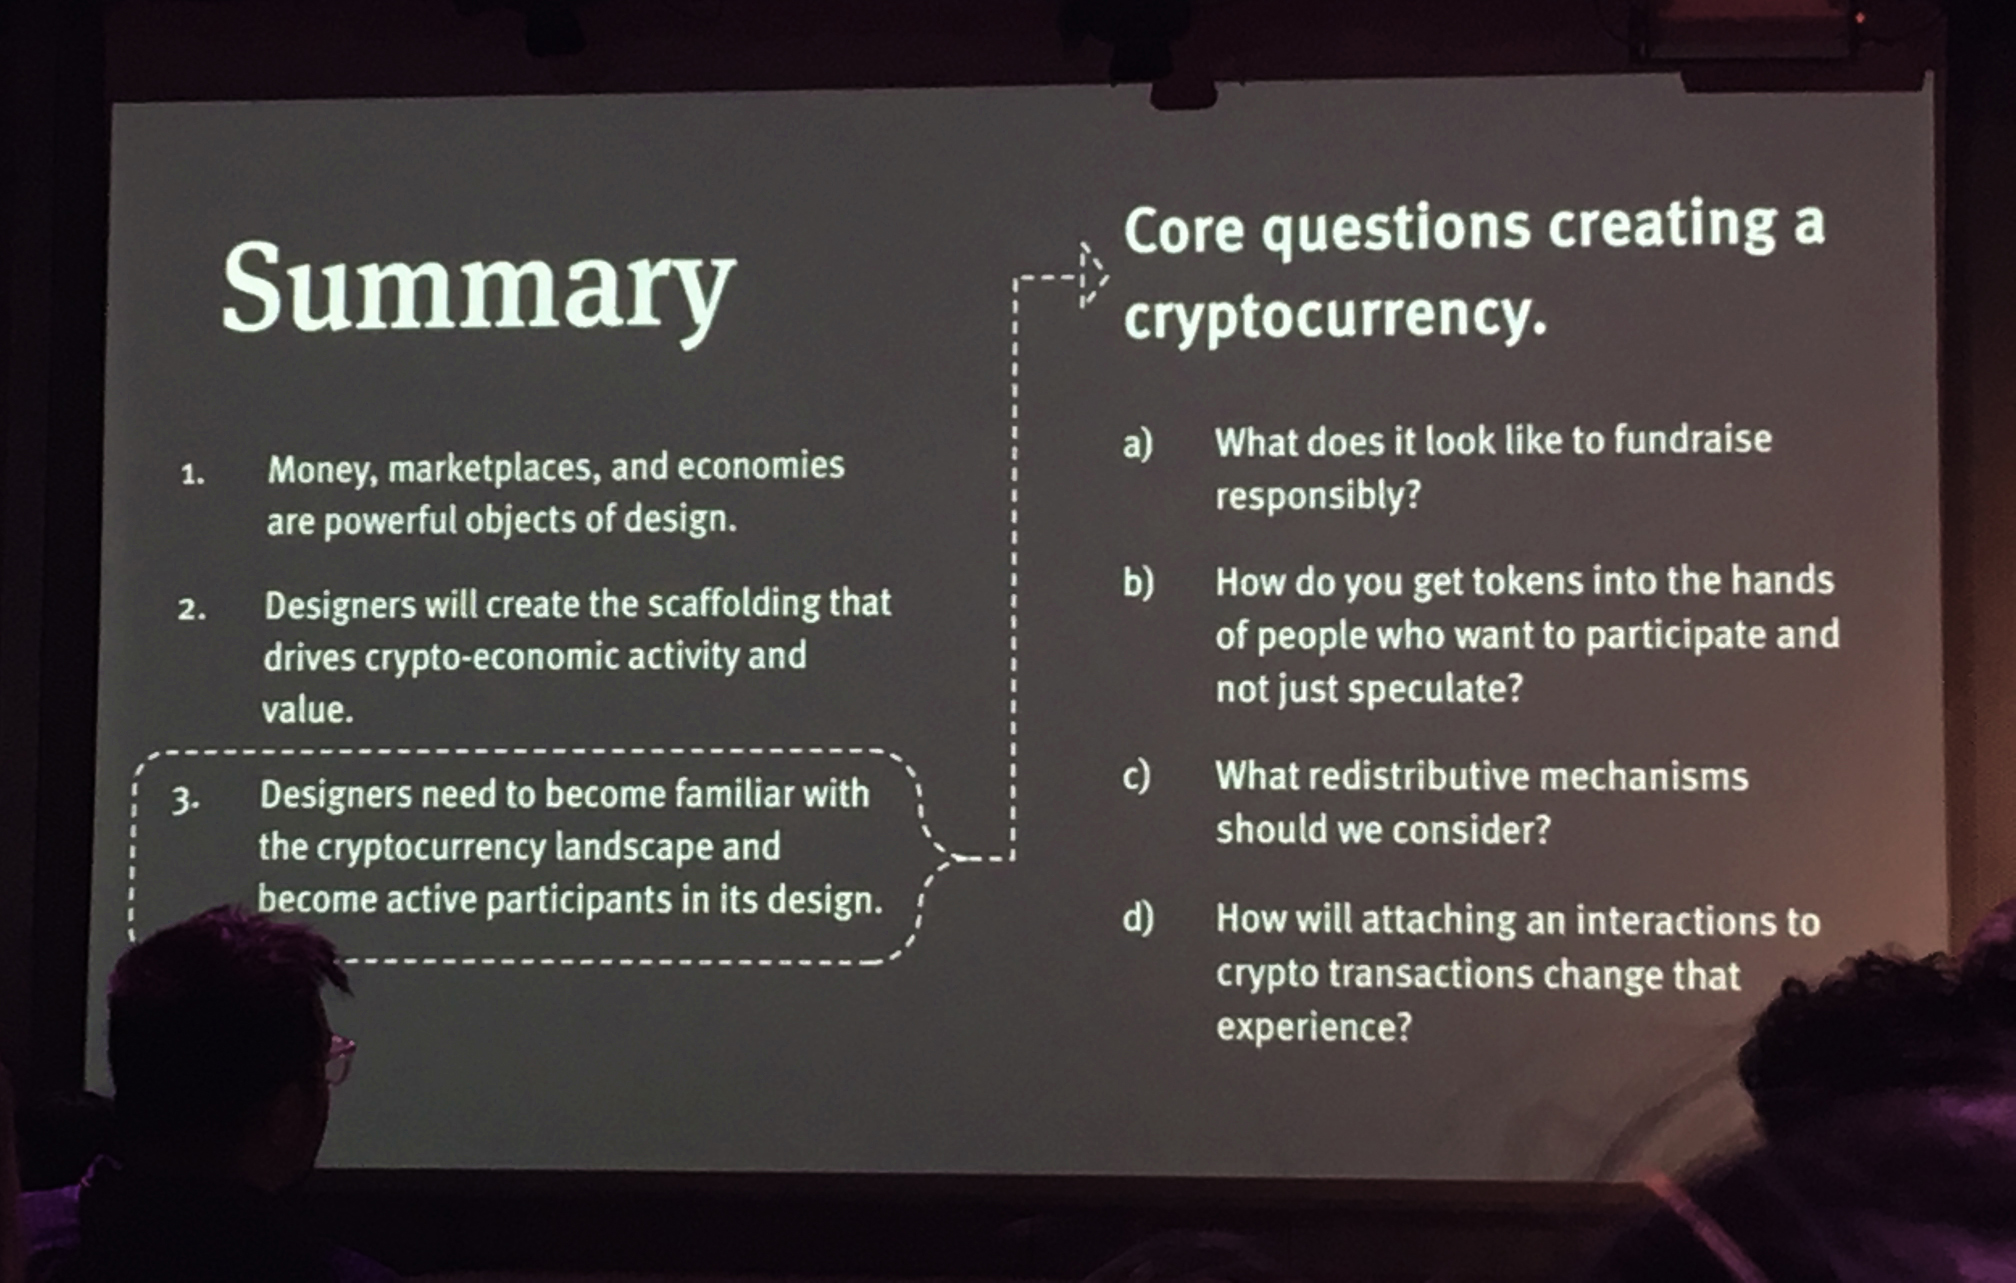 Summary
1. Money, marketplaces, and economies
are powerful objects of design.
2. Designers will create the scaffolding that
drives crypto-economic activity and
value.
3. Designers need to become familiar with
the cryptocurrency landscape and
become active participants in its design.
Core questions creating a
cryptocurrency.
a) What does it look like to fundraise
responsibly?
b) How do you get tokens into the hands
of people who want to participate and
not just speculate?
c) What redistributive mechanisms
should we consider?
d) How will attaching an interactions to
crypto transactions change that
experience?